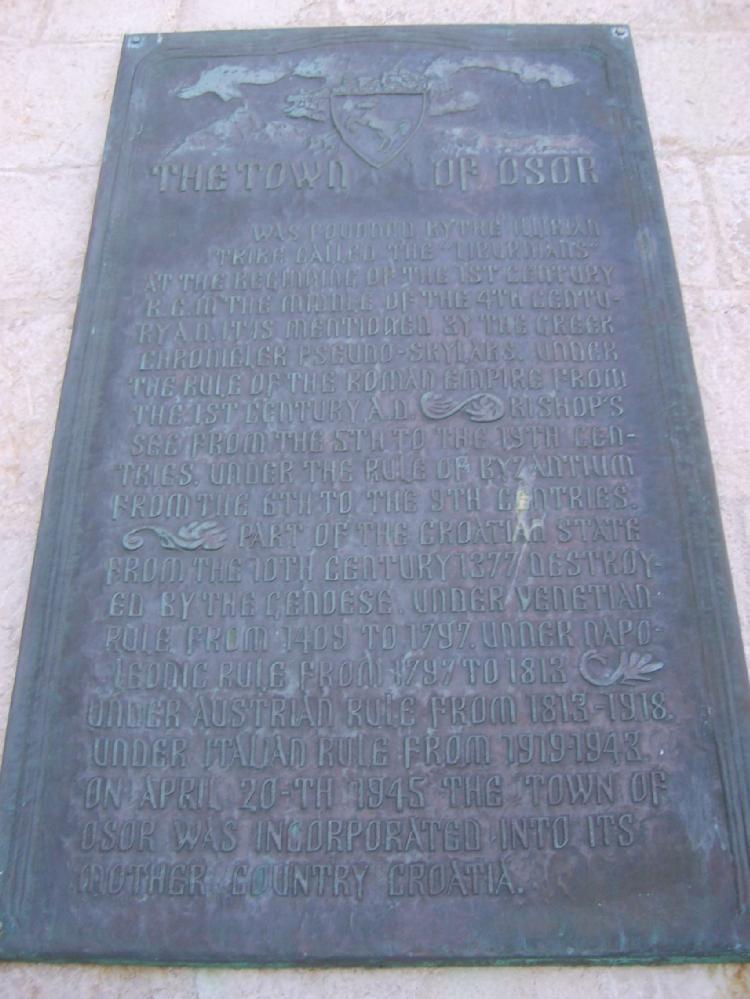 THE TOWN OF OSOR
WAS FOUNDED BY THE ILLIRIAN
TRIBE CALLED THE "LIBURNIANS"
AT THE BEGINNING OF THE 1ST CENTURY
B.C. IN THE MIDDLE OF THE 4TH CENTU-
RY A.D. IT IS MENTIONED BY THE GREEK
CHRONICLER PSEUDO-SKYLAKS. UNDER
THE RULE OF THE ROMAN EMPIRE FROM
THE 1ST CENTURY A.D. BISHOP'S
SEE FROM THE 5TH TO THE 19TH CEN-
TRIES. UNDER THE RULE OF BYZANTIUM
FROM THE 6TH TO THE 9TH CENTRIES.
PART OF THE CROATIAN STATE
FROM THE 10TH CENTURY 1377 DESTROY-
ED BY THE GENOESE. UNDER VENETIAN
RULE FROM 1409 TO 1797. UNDER NAPO-
LEONIC RULE FROM 1797 TO 1813
UNDER AUSTRIAN RULE FROM 1813-1918.
UNDER ITALIAN RULE FROM 1919-1943.
ON APRIL 20-TH 1945 THE TOWN OF
OSOR WAS INCORPORATED INTO ITS
MOTHER COUNTRY CROATIA.